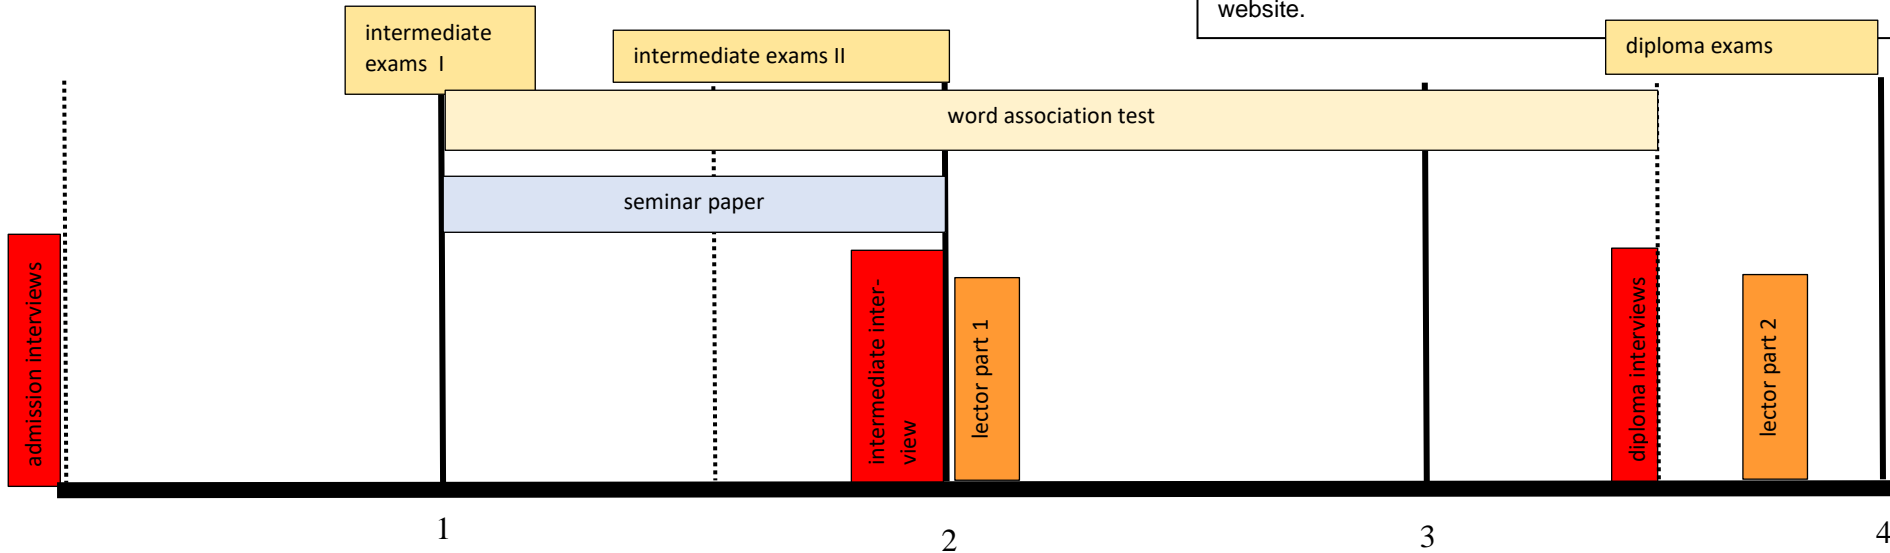 website.
intermediate
exams I
intermediate exams II
diploma exams
word association test
seminar paper
admission interviews
intermediate inter-
view
lector part 1
diploma interviews
lector part 2
1
2
3
4